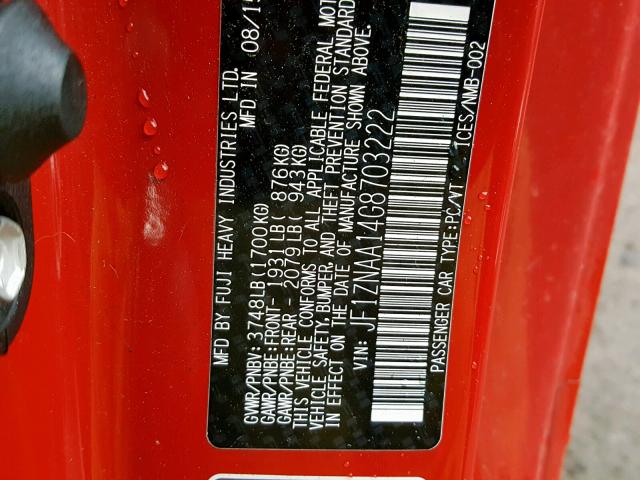 MFD BY FUJI HEAVY INDUSTRIES LTD.
MFD IN 08/15
GVWR/PNBV: 3748LB(1700KG)
GAWR/PNBE:FRONT- 1931LB( 876KG)
GAWR/PNBE:REAR - 2079LB( 943KG)
THIS VEHICLE CONFORMS TO ALL APPLICABLE FEDERAL MOTOR
VEHICLE SAFETY, BUMPER, AND THEFT PREVENTION STANDARDS
IN EFFECT ON THE DATE OF MANUFACTURE SHOWN ABOVE.
VIN: JF1ZNAA14G8703222
PASSENGER CAR TYPE:PC/VT ICES/NMB-002